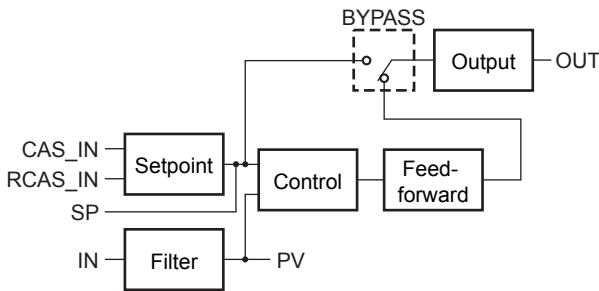 BYPASS
Output
OUT
CAS_IN
RCAS_IN
Setpoint
Control
Feed-
forward
SP
IN
Filter
PV